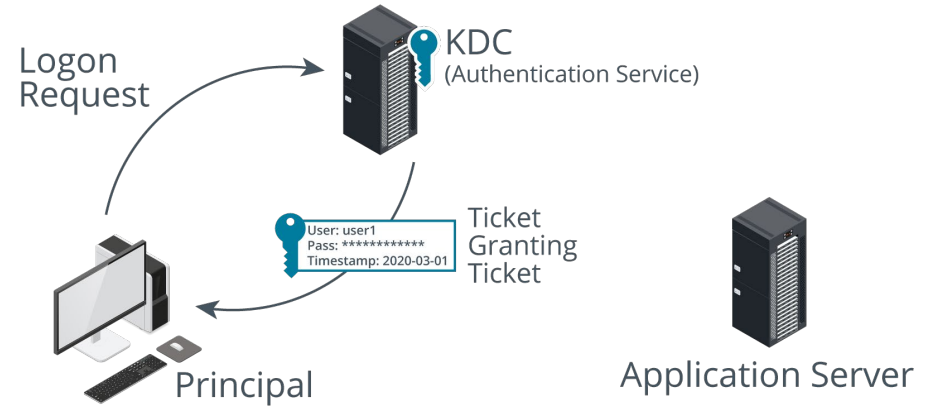 Logon
Request
KDC
(Authentication Service)
User: user1
Pass: ************
Timestamp: 2020-03-01
Ticket
Granting
Ticket
Principal
Application Server